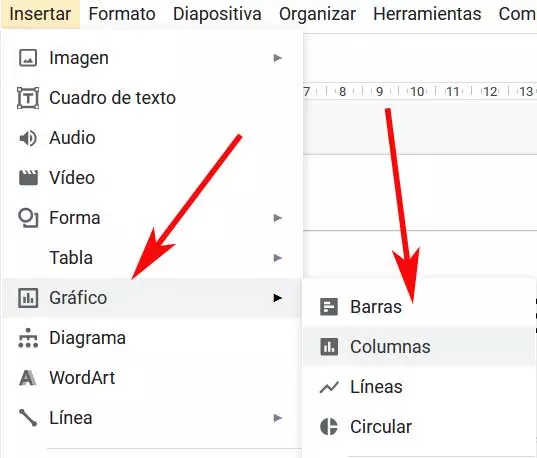 Insertar Formato Diapositiva Organizar Herramientas Com
Imagen
Cuadro de texto
7 8 9 10 11 12 13
Audio
Vídeo
Forma
Tabla
Gráfico
Barras
Diagrama
Columnas
WordArt
Líneas
Línea
Circular